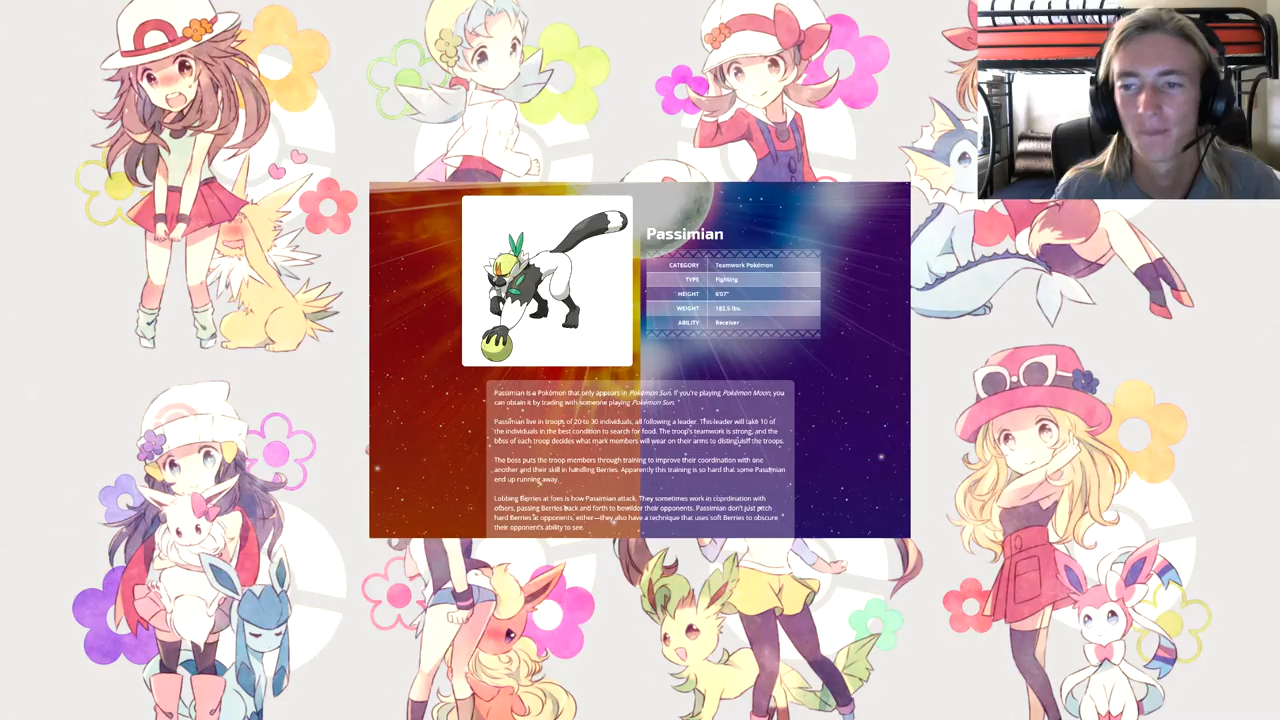 Passimian
CATEGORY Teamwork Pokémon
TYPE Fighting
HEIGHT 6'07"
WEIGHT 182.5 lbs.
ABILITY Receiver
Passimian is a Pokémon that only appears in Pokémon Sun. If you're playing Pokémon Moon, you
can obtain it by trading with someone playing Pokémon Sun.
Passimian live in troops of 20 to 30 individuals, all following a leader. This leader will take 10 of
the individuals in the best condition to search for food. The troop's teamwork is strong, and the
boss of each troop decides what mark members will wear on their arms to distinguish the troops.
The boss puts the troop members through training to improve their coordination with one
another and their skill in handling Berries. Apparently this training is so hard that some Passimian
end up running away.
Lobbing Berries at foes is how Passimian attack. They sometimes work in coordination with
others, passing Berries back and forth to bewilder their opponents. Passimian don't just pitch
hard Berries at opponents, either—they also have a technique that uses soft Berries to obscure
their opponent's ability to see.